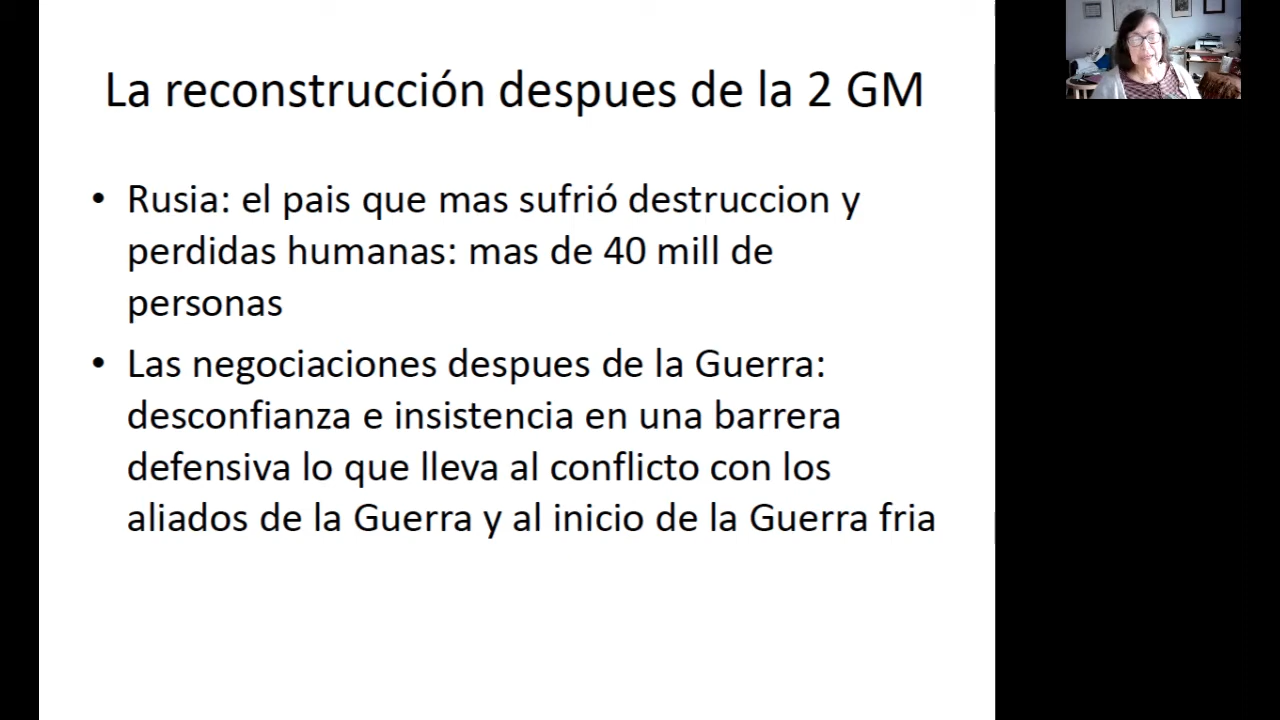 La reconstrucción despues de la 2 GM
• Rusia: el pais que mas sufrió destruccion y
perdidas humanas: mas de 40 mill de
personas
• Las negociaciones despues de la Guerra:
desconfianza e insistencia en una barrera
defensiva lo que lleva al conflicto con los
aliados de la Guerra y al inicio de la Guerra fria